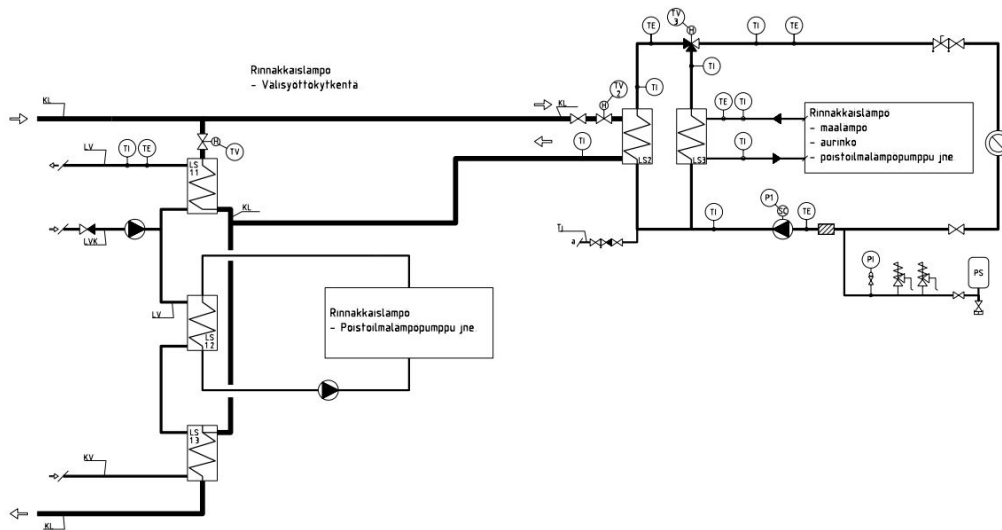 TV
3
TE
H
TI
TE
TI
TI
Rinnakkaislampo
- Välisyöttökytkentä
KL
KL
H
TV
2
TE
TI
Rinnakkaislampo
- maalampo
- aurinko
- poistoilmalampopumppu jne
TI
LV
TI
TE
H
TV
TI
LS2
LS3
LS
11
KL
P1
SC
TI
TE
Tj
a
LVK
PI
PS
LV
Rinnakkaislampo
- Poistoilmalampopumppu jne
LS
12
LS
13
KV
KL